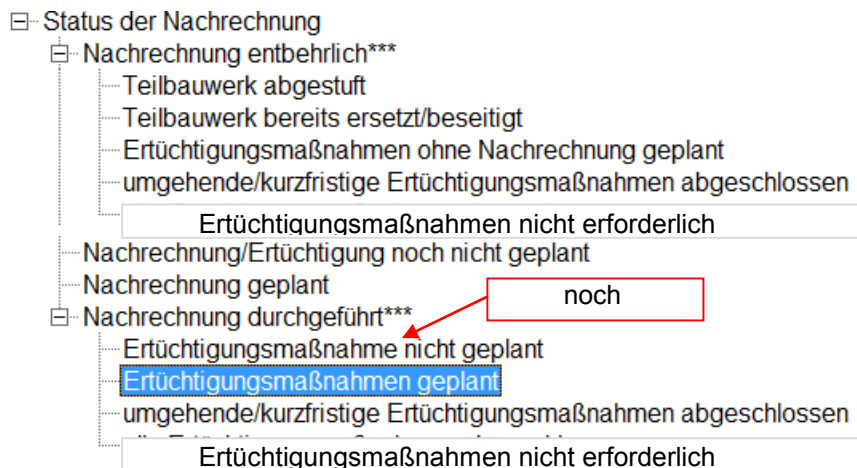 Status der Nachrechnung
Nachrechnung entbehrlich***
Teilbauwerk abgestuft
Teilbauwerk bereits ersetzt/beseitigt
Ertüchtigungsmaßnahmen ohne Nachrechnung geplant
umgehende/kurzfristige Ertüchtigungsmaßnahmen abgeschlossen
Ertüchtigungsmaßnahmen nicht erforderlich
Nachrechnung/Ertüchtigung noch nicht geplant
Nachrechnung geplant
noch
Nachrechnung durchgeführt***
Ertüchtigungsmaßnahme nicht geplant
Ertüchtigungsmaßnahmen geplant
umgehende/kurzfristige Ertüchtigungsmaßnahmen abgeschlossen
Ertüchtigungsmaßnahmen nicht erforderlich